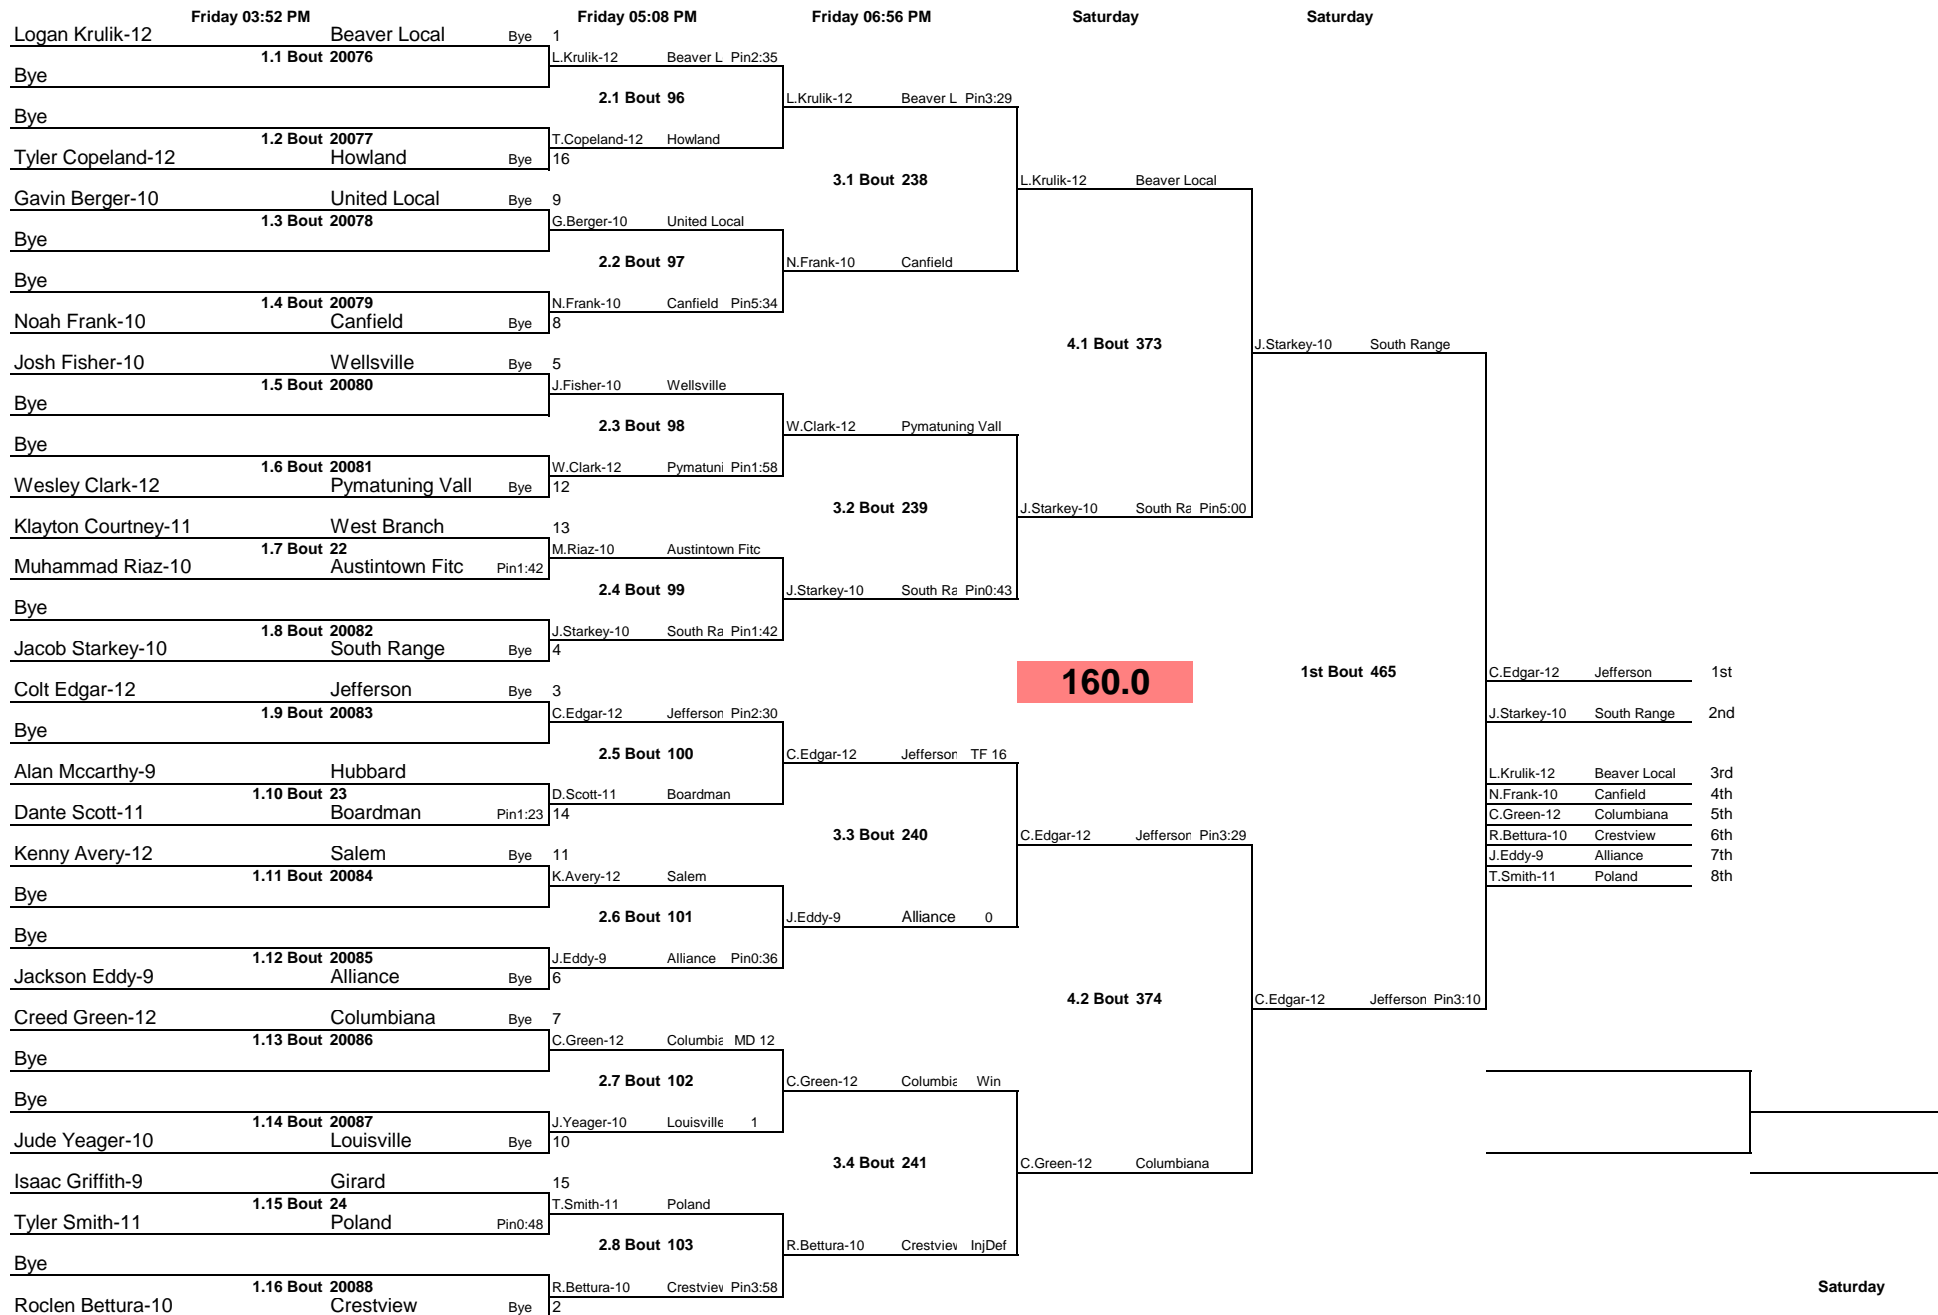 Friday 03:52 PM Friday 05:08 PM Friday 06:56 PM Saturday Saturday
Logan Krulik-12 Beaver Local Bye 1
1.1 Bout 20076 L.Krulik-12 Beaver L Pin2:35
Bye
2.1 Bout 96 L.Krulik-12 Beaver L Pin3:29
Bye
1.2 Bout 20077 T.Copeland-12 Howland
Tyler Copeland-12 Howland Bye 16
3.1 Bout 238 L.Krulik-12 Beaver Local
Gavin Berger-10 United Local Bye 9
1.3 Bout 20078 G.Berger-10 United Local
Bye
2.2 Bout 97 N.Frank-10 Canfield
Bye
1.4 Bout 20079 N.Frank-10 Canfield Pin5:34
Noah Frank-10 Canfield Bye 8
4.1 Bout 373 J.Starkey-10 South Range
Josh Fisher-10 Wellsville Bye 5
1.5 Bout 20080 J.Fisher-10 Wellsville
Bye
2.3 Bout 98 W.Clark-12 Pymatuning Vall
Bye
1.6 Bout 20081 W.Clark-12 Pymatuni Pin1:58
Wesley Clark-12 Pymatuning Vall Bye 12
3.2 Bout 239 J.Starkey-10 South Ra Pin5:00
Klayton Courtney-11 West Branch 13
1.7 Bout 22 M.Riaz-10 Austintown Fitc
Muhammad Riaz-10 Austintown Fitc Pin1:42
2.4 Bout 99 J.Starkey-10 South Ra Pin0:43
Bye
1.8 Bout 20082 J.Starkey-10 South Ra Pin1:42
Jacob Starkey-10 South Range Bye 4
160.0 1st Bout 465 C.Edgar-12 Jefferson 1st
Colt Edgar-12 Jefferson Bye 3
1.9 Bout 20083 C.Edgar-12 Jefferson Pin2:30 J.Starkey-10 South Range 2nd
Bye
2.5 Bout 100 C.Edgar-12 Jefferson TF 16
Alan Mccarthy-9 Hubbard L.Krulik-12 Beaver Local 3rd
1.10 Bout 23 D.Scott-11 Boardman N.Frank-10 Canfield 4th
Dante Scott-11 Boardman Pin1:23 14 C.Green-12 Columbiana 5th
3.3 Bout 240 C.Edgar-12 Jefferson Pin3:29 R.Bettura-10 Crestview 6th
Kenny Avery-12 Salem Bye 11 J.Eddy-9 Alliance 7th
1.11 Bout 20084 K.Avery-12 Salem T.Smith-11 Poland 8th
Bye
2.6 Bout 101 J.Eddy-9 Alliance 0
Bye
1.12 Bout 20085 J.Eddy-9 Alliance Pin0:36
Jackson Eddy-9 Alliance Bye 6
4.2 Bout 374 C.Edgar-12 Jefferson Pin3:10
Creed Green-12 Columbiana Bye 7
1.13 Bout 20086 C.Green-12 Columbia MD 12
Bye
2.7 Bout 102 C.Green-12 Columbia Win
Bye
1.14 Bout 20087 J.Yeager-10 Louisville 1
Jude Yeager-10 Louisville Bye 10
3.4 Bout 241 C.Green-12 Columbiana
Isaac Griffith-9 Girard 15
1.15 Bout 24 T.Smith-11 Poland
Tyler Smith-11 Poland Pin0:48
2.8 Bout 103 R.Bettura-10 Crestview InjDef
Bye
1.16 Bout 20088 R.Bettura-10 Crestview Pin3:58 Saturday
Roclen Bettura-10 Crestview Bye 2